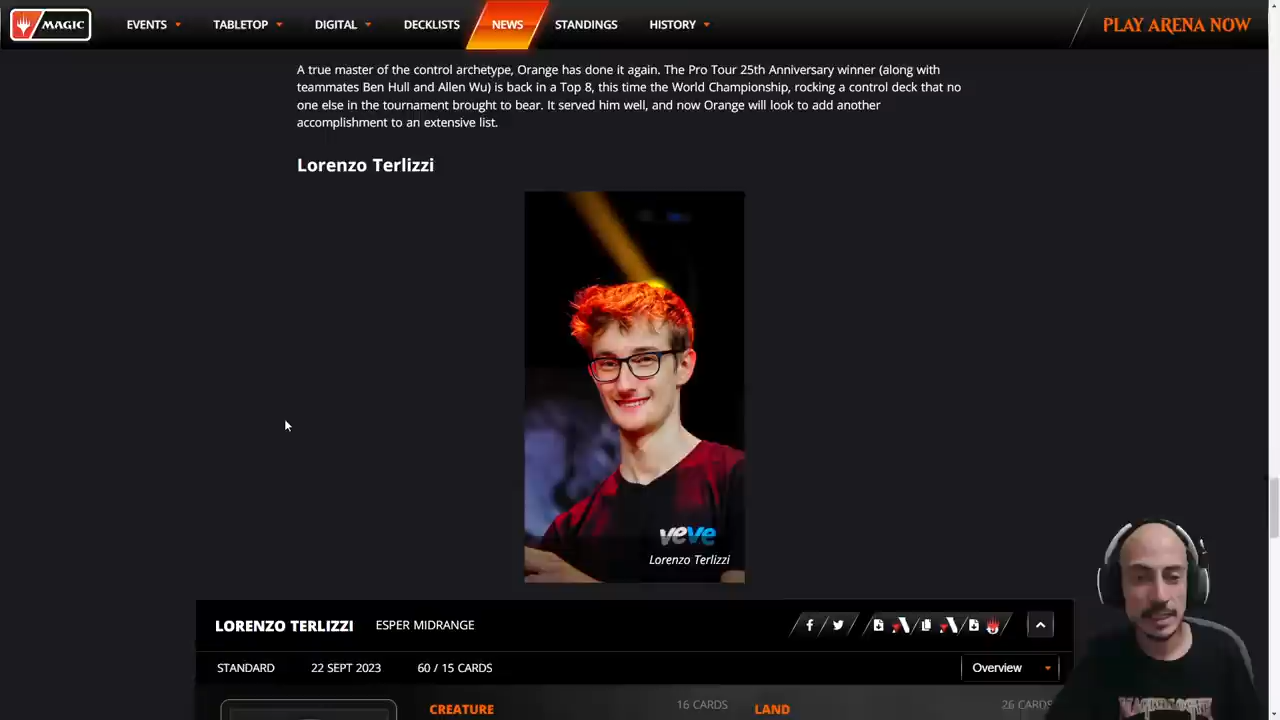 MAGIC
EVENTS
TABLETOP
DIGITAL
DECKLISTS
NEWS
STANDINGS
HISTORY
PLAY ARENA NOW
A true master of the control archetype, Orange has done it again. The Pro Tour 25th Anniversary winner (along with
teammates Ben Hull and Allen Wu) is back in a Top 8, this time the World Championship, rocking a control deck that no
one else in the tournament brought to bear. It served him well, and now Orange will look to add another
accomplishment to an extensive list.
Lorenzo Terlizzi
veve
Lorenzo Terlizzi
LORENZO TERLIZZI
ESPER MIDRANGE
STANDARD
22 SEPT 2023
60 / 15 CARDS
Overview
CREATURE
16 CARDS
LAND
26 CARDS